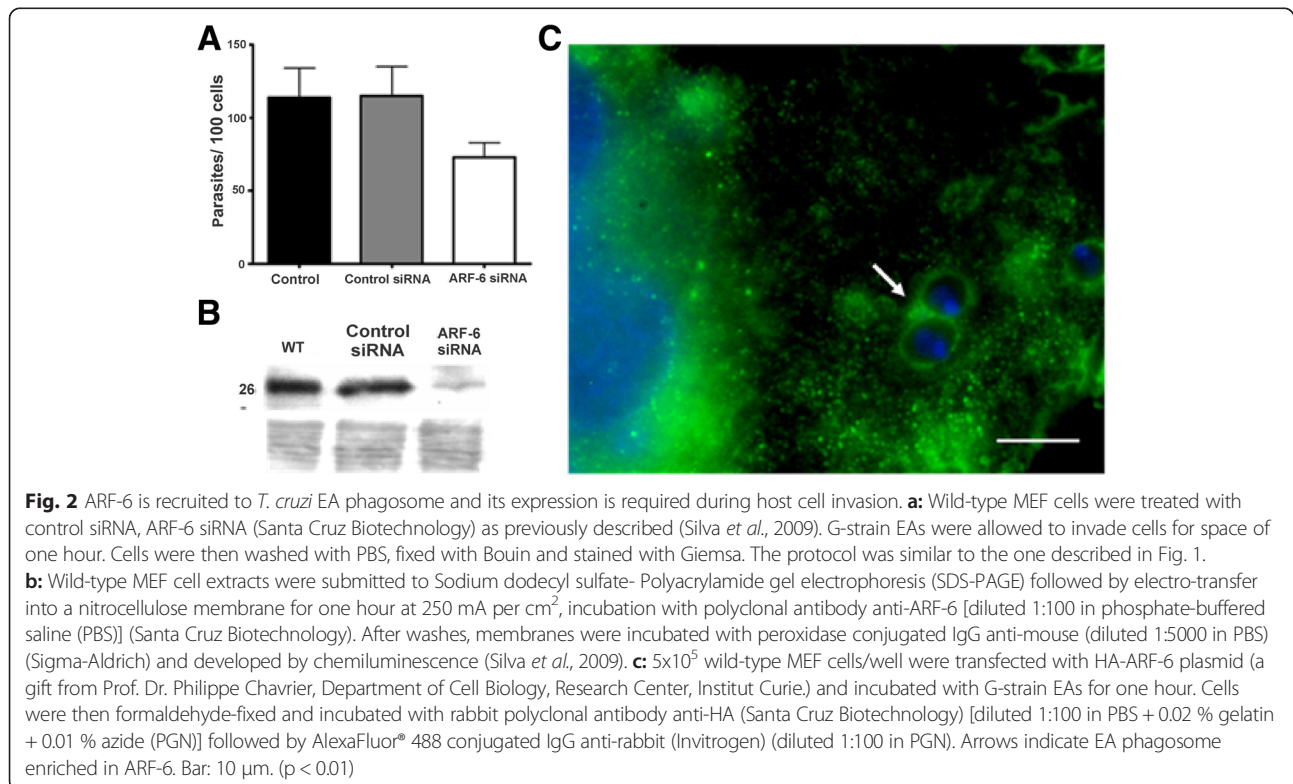 A
150
100
50
0
Parasites/ 100 cells
Control
Control siRNA
ARF-6 siRNA
B
WT
Control
siRNA
ARF-6
siRNA
26
C
Fig. 2 ARF-6 is recruited to T. cruzi EA phagosome and its expression is required during host cell invasion. a: Wild-type MEF cells were treated with
control siRNA, ARF-6 siRNA (Santa Cruz Biotechnology) as previously described (Silva et al., 2009). G-strain EAs were allowed to invade cells for space of
one hour. Cells were then washed with PBS, fixed with Bouin and stained with Giemsa. The protocol was similar to the one described in Fig. 1.
b: Wild-type MEF cell extracts were submitted to Sodium dodecyl sulfate- Polyacrylamide gel electrophoresis (SDS-PAGE) followed by electro-transfer
into a nitrocellulose membrane for one hour at 250 mA per cm², incubation with polyclonal antibody anti-ARF-6 [diluted 1:100 in phosphate-buffered
saline (PBS)] (Santa Cruz Biotechnology). After washes, membranes were incubated with peroxidase conjugated IgG anti-mouse (diluted 1:5000 in PBS)
(Sigma-Aldrich) and developed by chemiluminescence (Silva et al., 2009). c: 5x10⁵ wild-type MEF cells/well were transfected with HA-ARF-6 plasmid (a
gift from Prof. Dr. Philippe Chavrier, Department of Cell Biology, Research Center, Institut Curie.) and incubated with G-strain EAs for one hour. Cells
were then formaldehyde-fixed and incubated with rabbit polyclonal antibody anti-HA (Santa Cruz Biotechnology) [diluted 1:100 in PBS + 0.02 % gelatin
+ 0.01 % azide (PGN)] followed by AlexaFluor® 488 conjugated IgG anti-rabbit (Invitrogen) (diluted 1:100 in PGN). Arrows indicate EA phagosome
enriched in ARF-6. Bar: 10 μm. (p < 0.01)